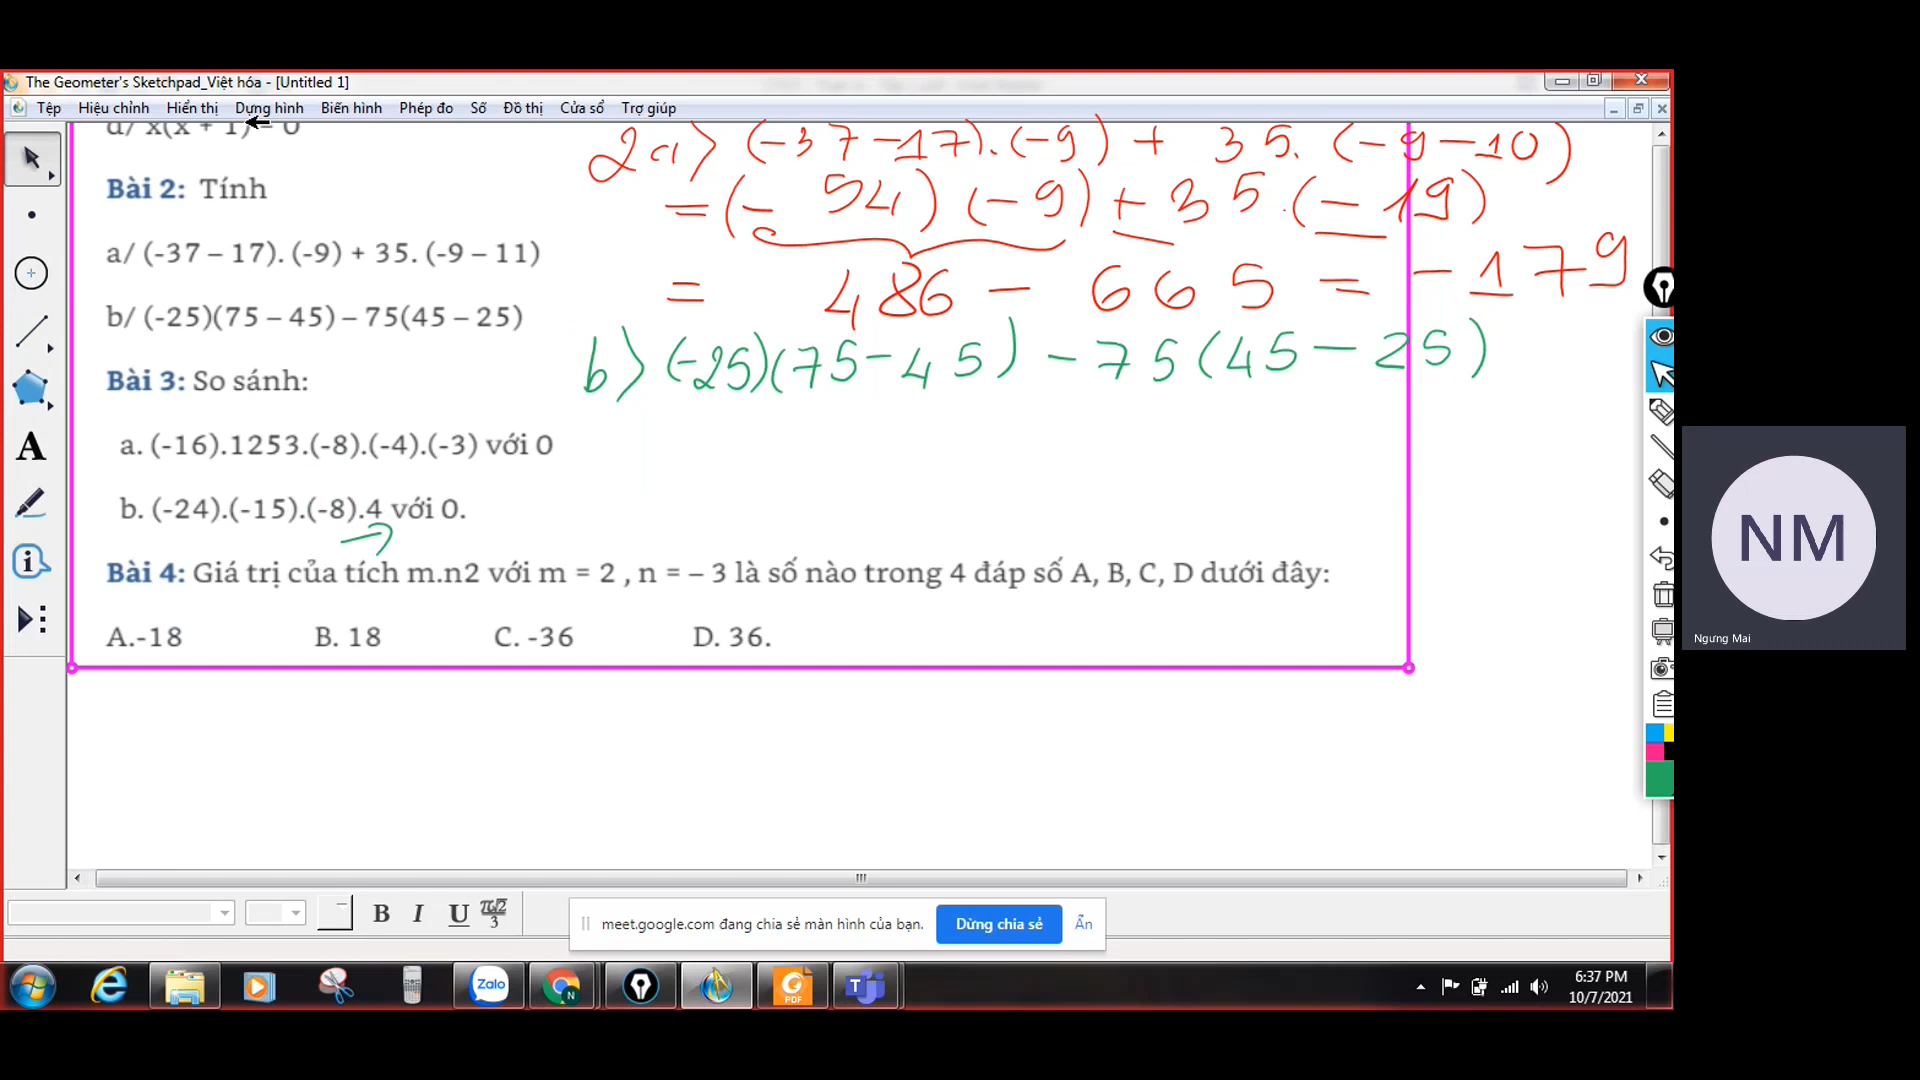 The Geometer's Sketchpad_Việt hóa - [Untitled 1]
Tệp Hiệu chỉnh Hiển thị Dựng hình Biến hình Phép đo Số Đồ thị Cửa sổ Trợ giúp
d/ x(x + 1) = 0
2a) (-37-17).(-9) + 35.(-9-10)
Bài 2: Tính
=(-54)(-9)+35.(-19)
a/ (-37 – 17). (-9) + 35. (-9 – 11)
= 486 - 665 = -179
b/ (-25)(75 – 45) – 75(45 – 25)
b) (-25)(75-45) - 75(45-25)
Bài 3: So sánh:
a. (-16).1253.(-8).(-4).(-3) với 0
b. (-24).(-15).(-8).4 với 0.
Bài 4: Giá trị của tích m.n2 với m = 2 , n = – 3 là số nào trong 4 đáp số A, B, C, D dưới đây:
A.-18 B. 18 C. -36 D. 36.
NM
Ngưng Mai
B I U
meet.google.com đang chia sẻ màn hình của bạn. Dừng chia sẻ Ẩn
Zalo
N
PDF
6:37 PM
10/7/2021